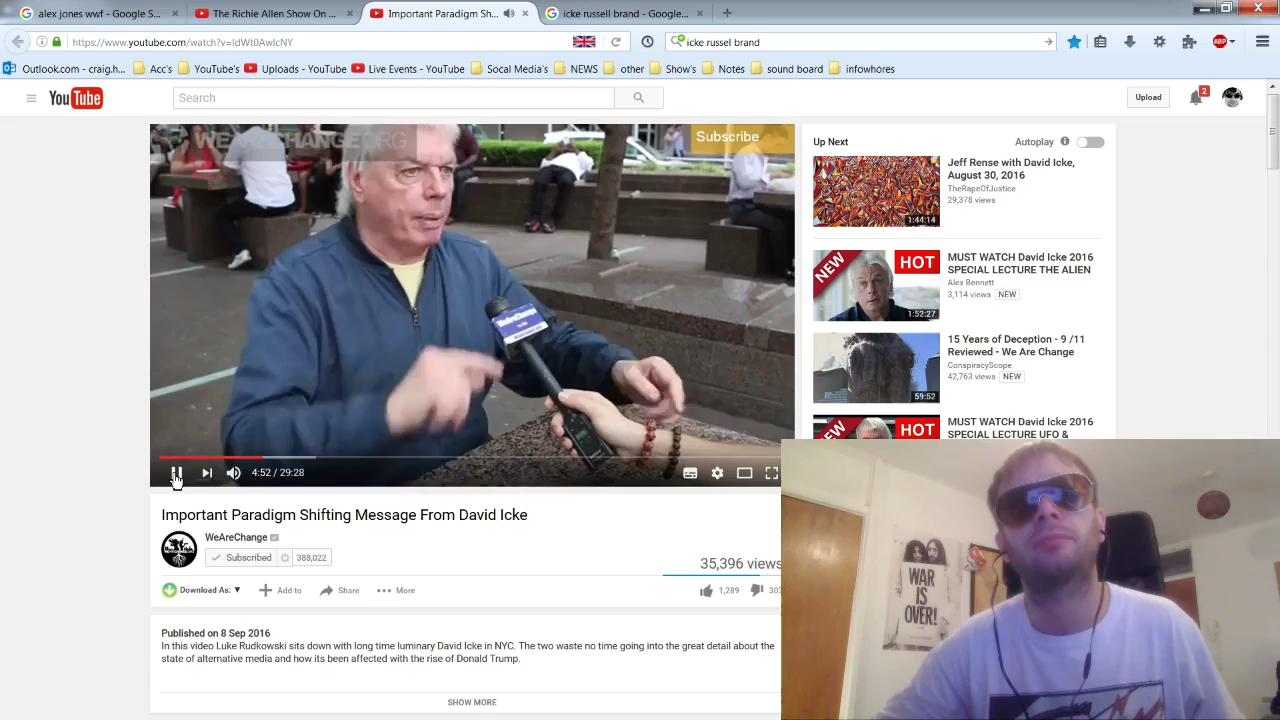 alex jones wwf - Google S...
The Richie Allen Show On ...
Important Paradigm Sh...
icke russell brand - Google...
https://www.youtube.com/watch?v=IdWt0AwIcNY
icke russel brand
ABP
Outlook.com - craig.h...
Acc's
YouTube's
Uploads - YouTube
Live Events - YouTube
Socal Media's
NEWS
other
Show's
Notes
sound board
infowhores
YouTube
Search
Upload
2
WEARECHANGE.ORG
Subscribe
4:52 / 29:28
Up Next
Autoplay
Jeff Rense with David Icke,
August 30, 2016
TheRapeOfJustice
29,378 views
1:44:14
NEW
HOT
MUST WATCH David Icke 2016
SPECIAL LECTURE THE ALIEN
Alex Bennett
3,114 views NEW
1:52:27
15 Years of Deception - 9 /11
Reviewed - We Are Change
ConspiracyScope
42,763 views NEW
59:52
HOT
MUST WATCH David Icke 2016
SPECIAL LECTURE UFO &
Important Paradigm Shifting Message From David Icke
WeAreChange
Subscribed
388,022
35,396 views
Download As:
Add to
Share
More
1,289
303
Published on 8 Sep 2016
In this video Luke Rudkowski sits down with long time luminary David Icke in NYC. The two waste no time going into the great detail about the
state of alternative media and how its been affected with the rise of Donald Trump.
SHOW MORE
WAR
IS
OVER!